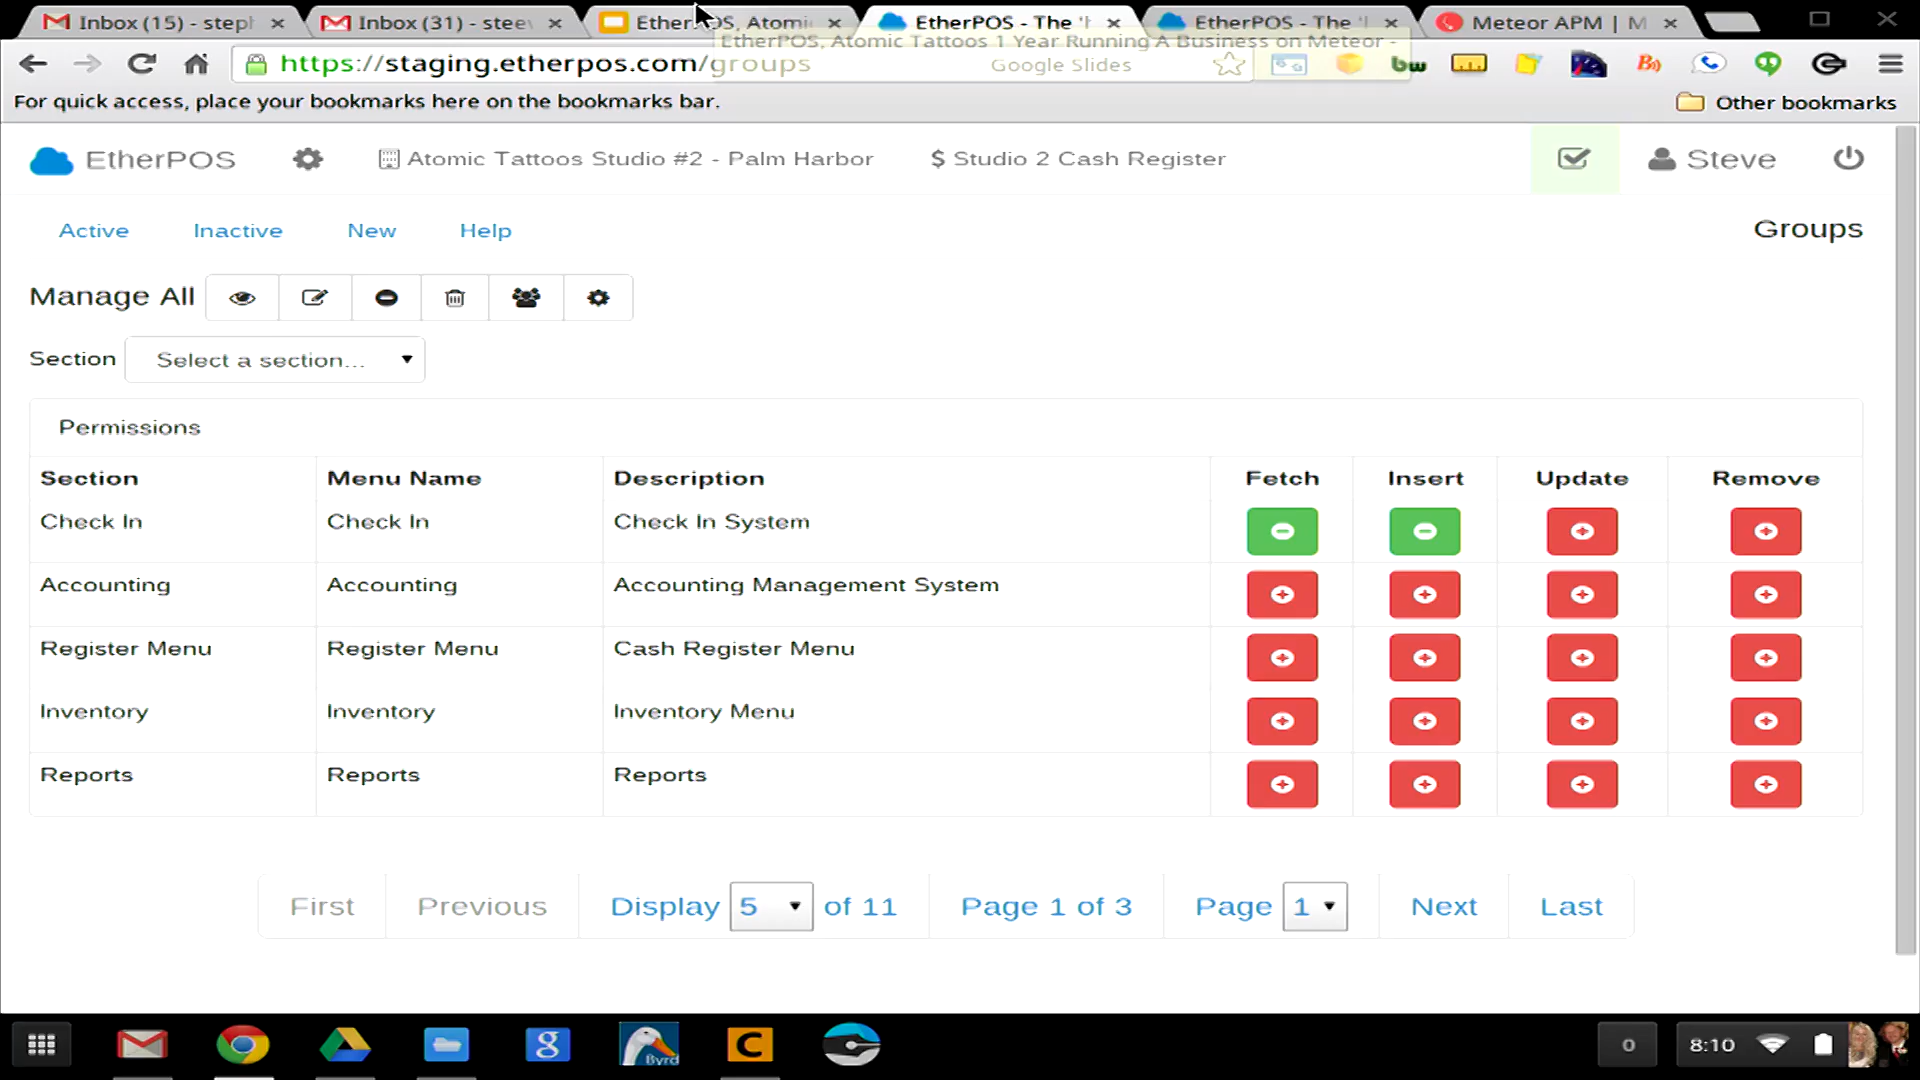 Inbox (15) - steph
Inbox (31) - steev
EtherPOS, Atomi
EtherPOS - The '
EtherPOS - The '
Meteor APM | M
EtherPOS, Atomic Tattoos 1 Year Running A Business on Meteor -
Google Slides
https://staging.etherpos.com/groups
bw
For quick access, place your bookmarks here on the bookmarks bar.
Other bookmarks
EtherPOS
Atomic Tattoos Studio #2 - Palm Harbor
$ Studio 2 Cash Register
Steve
Active Inactive New Help
Groups
Manage All
Section Select a section...
Permissions
Section Menu Name Description Fetch Insert Update Remove
Check In Check In Check In System
Accounting Accounting Accounting Management System
Register Menu Register Menu Cash Register Menu
Inventory Inventory Inventory Menu
Reports Reports Reports
First Previous Display 5 of 11 Page 1 of 3 Page 1 Next Last
g
Byrd
C
0
8:10